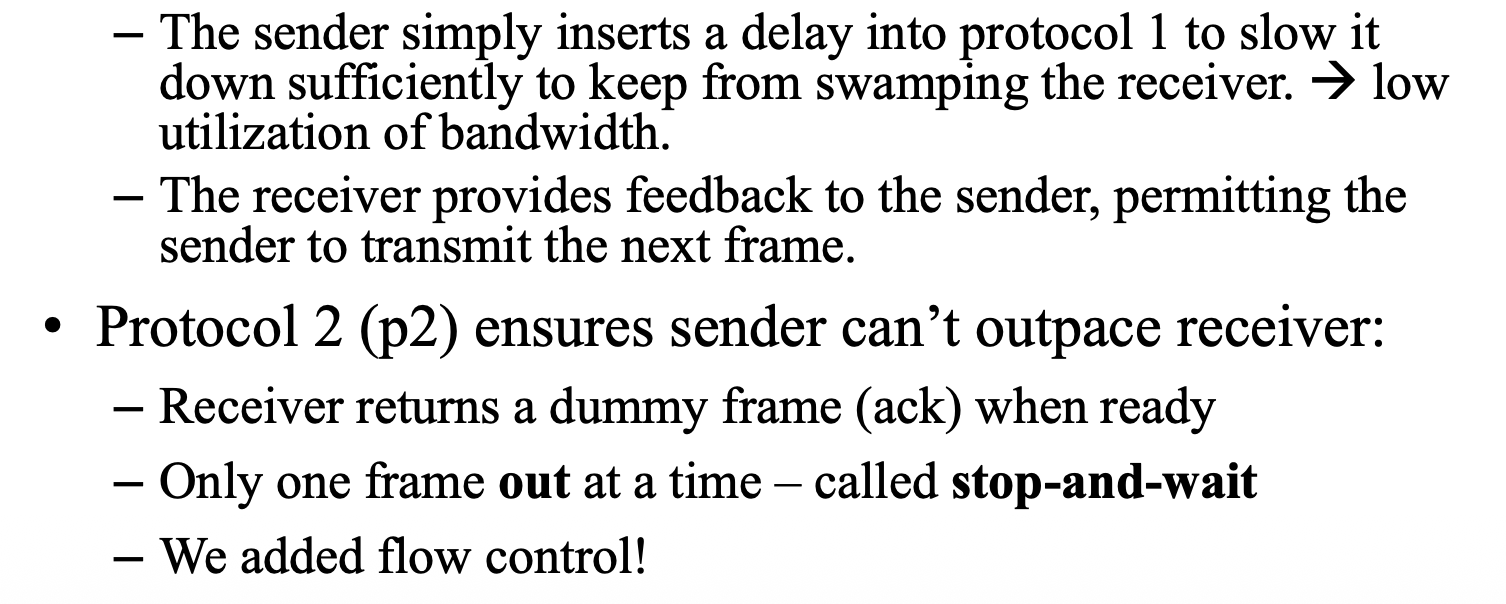 – The sender simply inserts a delay into protocol 1 to slow it
down sufficiently to keep from swamping the receiver. → low
utilization of bandwidth.
– The receiver provides feedback to the sender, permitting the
sender to transmit the next frame.
• Protocol 2 (p2) ensures sender can’t outpace receiver:
– Receiver returns a dummy frame (ack) when ready
– Only one frame out at a time – called stop-and-wait
– We added flow control!